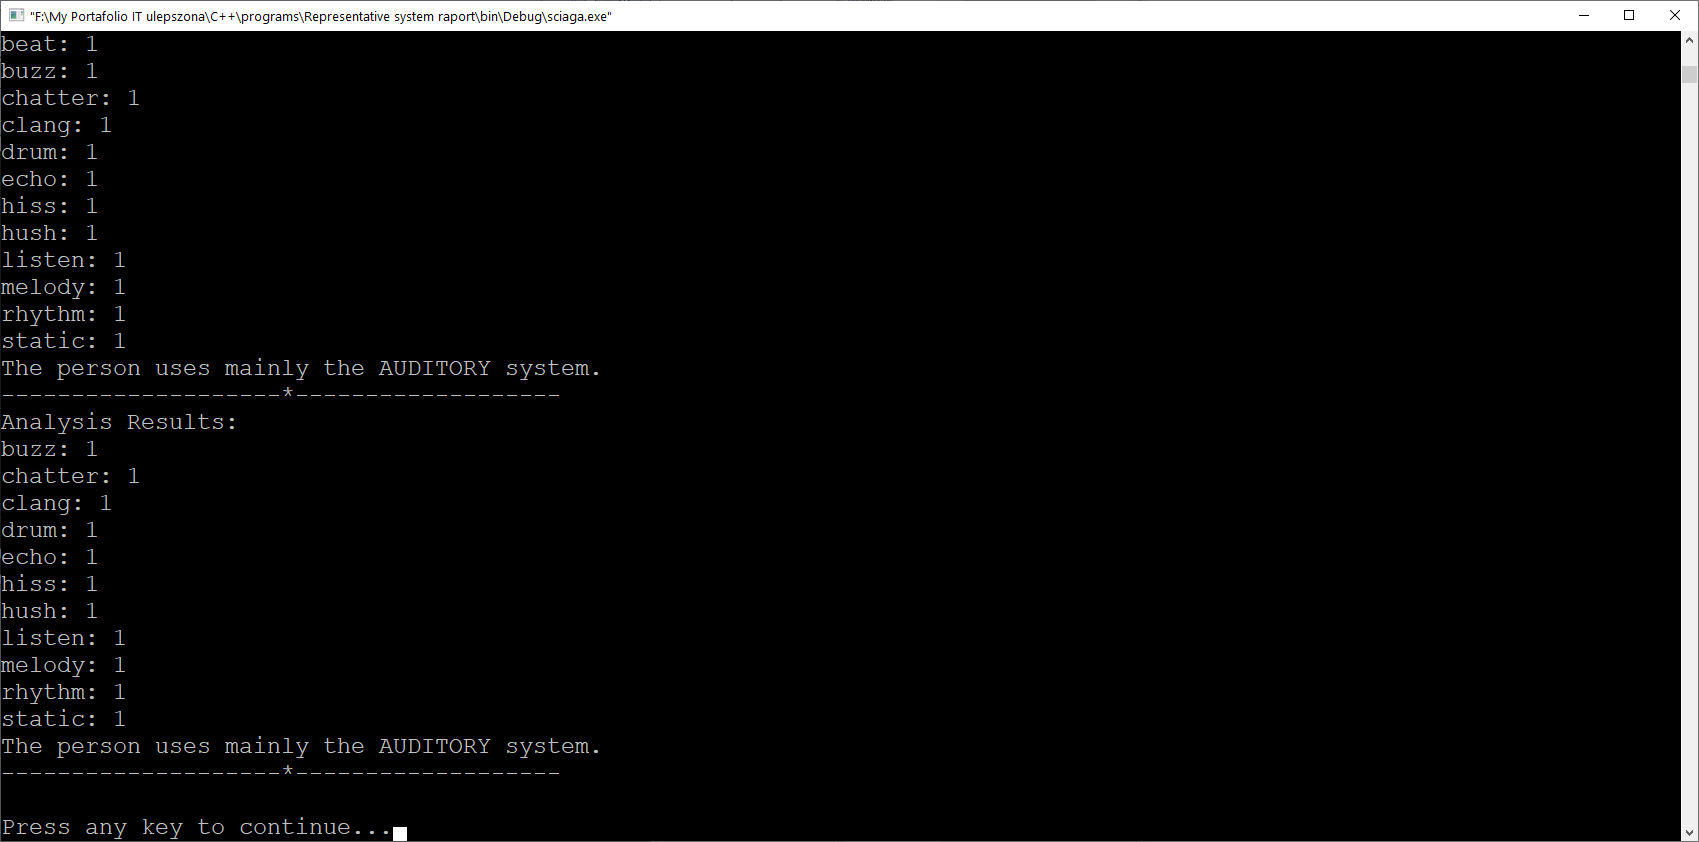 "F:\My Portafolio IT ulepszona\C++\programs\Representative system raport\bin\Debug\sciaga.exe"
beat: 1
buzz: 1
chatter: 1
clang: 1
drum: 1
echo: 1
hiss: 1
hush: 1
listen: 1
melody: 1
rhythm: 1
static: 1
The person uses mainly the AUDITORY system.
--------------------*-------------------
Analysis Results:
buzz: 1
chatter: 1
clang: 1
drum: 1
echo: 1
hiss: 1
hush: 1
listen: 1
melody: 1
rhythm: 1
static: 1
The person uses mainly the AUDITORY system.
--------------------*-------------------
Press any key to continue...